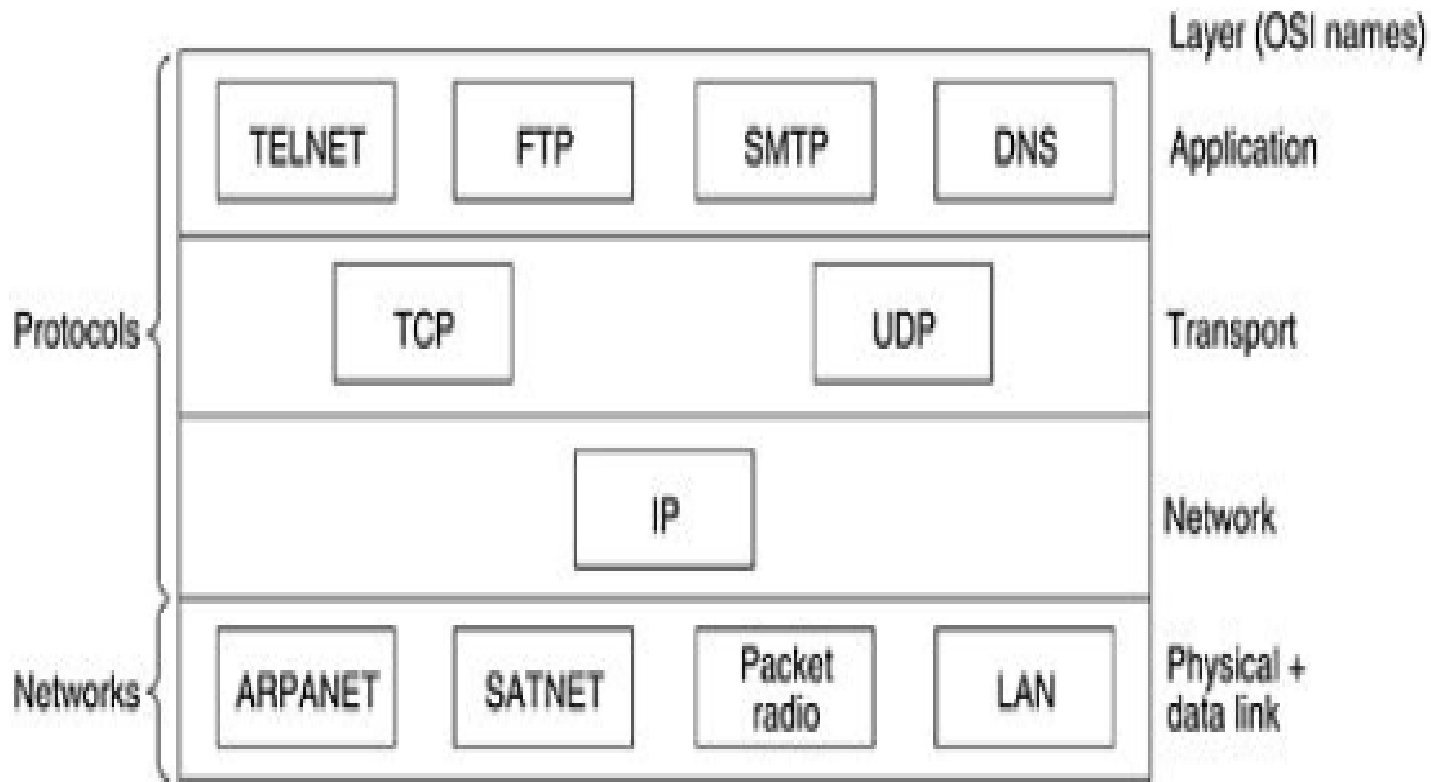 Layer (OSI names)
TELNET FTP SMTP DNS Application
Protocols TCP UDP Transport
IP Network
Networks ARPANET SATNET Packet radio LAN Physical + data link